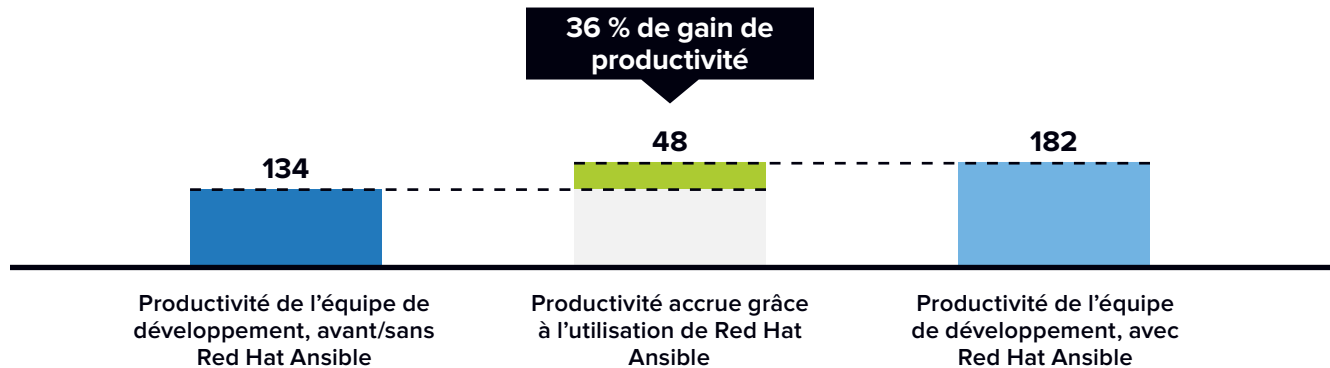 36 % de gain de
productivité
134
48
182
Productivité de l’équipe de
développement, avant/sans
Red Hat Ansible
Productivité accrue grâce
à l’utilisation de Red Hat
Ansible
Productivité de l’équipe
de développement, avec
Red Hat Ansible